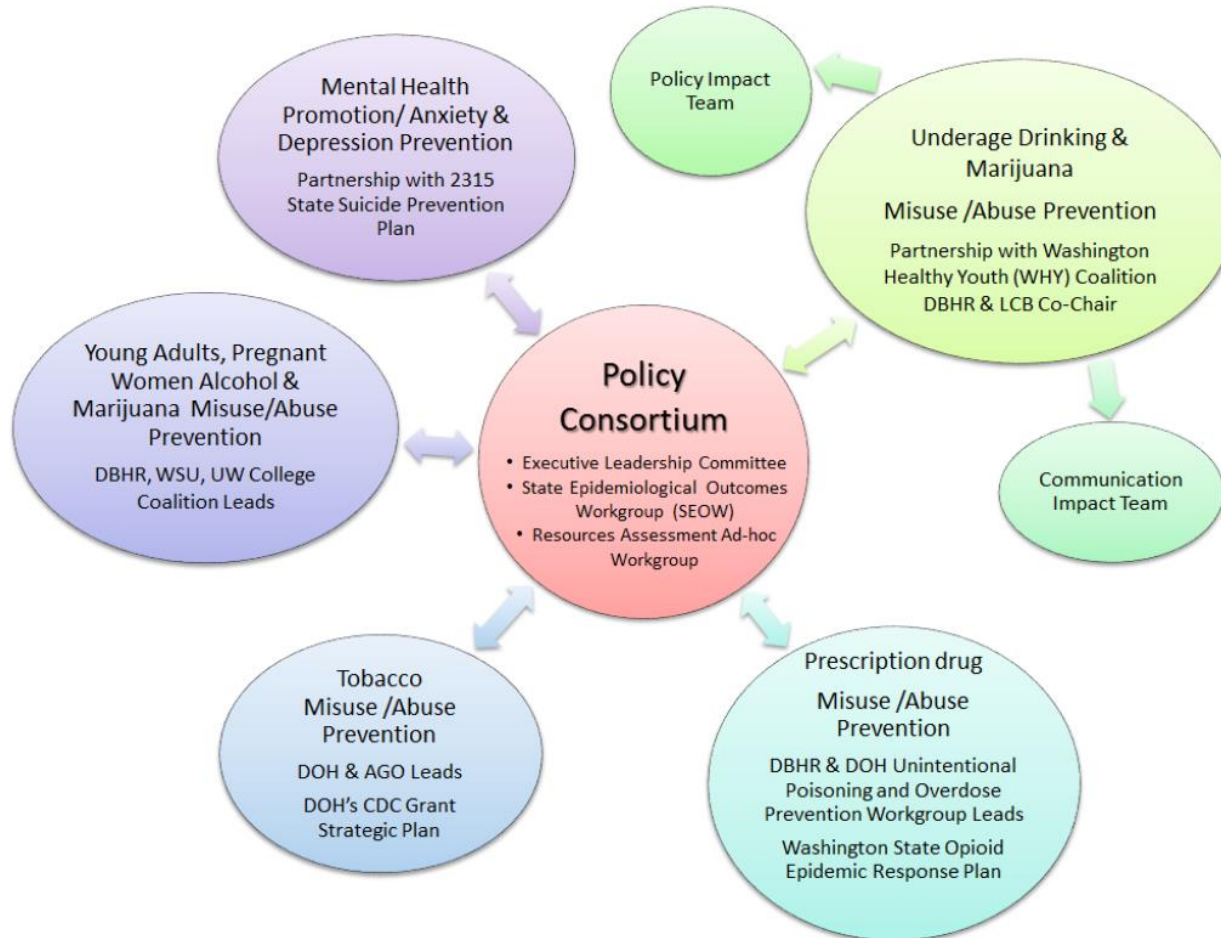 Mental Health
Promotion/ Anxiety &
Depression Prevention
Partnership with 2315
State Suicide Prevention
Plan
Policy Impact
Team
Underage Drinking &
Marijuana
Misuse /Abuse Prevention
Partnership with Washington
Healthy Youth (WHY) Coalition
DBHR & LCB Co-Chair
Young Adults, Pregnant
Women Alcohol &
Marijuana Misuse/Abuse
Prevention
DBHR, WSU, UW College
Coalition Leads
Policy
Consortium
• Executive Leadership Committee
• State Epidemiological Outcomes
Workgroup (SEOW)
• Resources Assessment Ad-hoc
Workgroup
Communication
Impact Team
Tobacco
Misuse /Abuse
Prevention
DOH & AGO Leads
DOH's CDC Grant
Strategic Plan
Prescription drug
Misuse /Abuse
Prevention
DBHR & DOH Unintentional
Poisoning and Overdose
Prevention Workgroup Leads
Washington State Opioid
Epidemic Response Plan